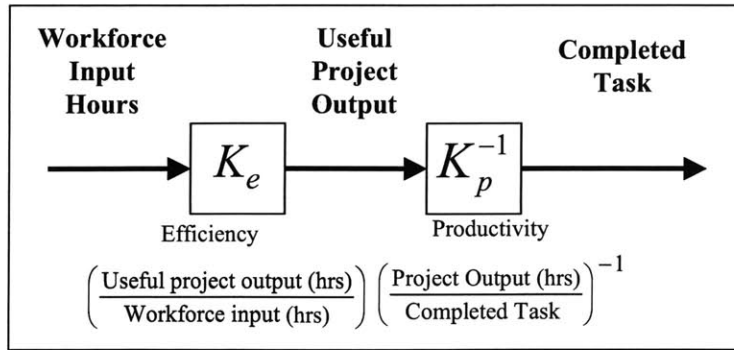 Workforce
Input
Hours
Useful
Project
Output
Completed
Task
K_e
K_p^{-1}
Efficiency
Productivity
(Useful project output (hrs) / Workforce input (hrs)) (Project Output (hrs) / Completed Task)^{-1}